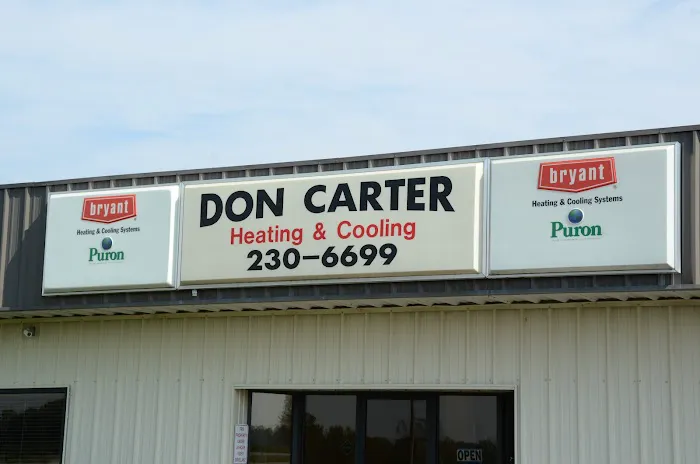 bryant
Heating & Cooling Systems
Puron
DON CARTER
Heating & Cooling
230-6699
bryant
Heating & Cooling Systems
Puron
OPEN